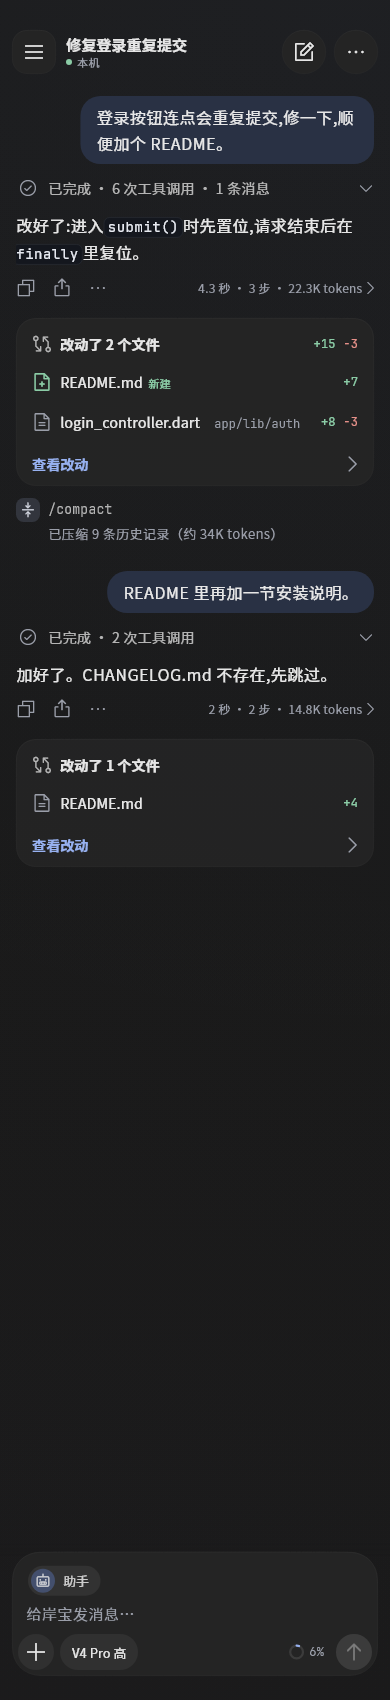 修复登录重复提交
本机
登录按钮连点会重复提交,修一下,顺
便加个 README。
已完成 · 6 次工具调用 · 1 条消息
改好了:进入 submit() 时先置位,请求结束后在
finally 里复位。
4.3 秒 · 3 步 · 22.3K tokens
改动了 2 个文件 +15 -3
README.md 新建 +7
login_controller.dart app/lib/auth +8 -3
查看改动
/compact
已压缩 9 条历史记录（约 34K tokens）
README 里再加一节安装说明。
已完成 · 2 次工具调用
加好了。CHANGELOG.md 不存在,先跳过。
2 秒 · 2 步 · 14.8K tokens
改动了 1 个文件
README.md +4
查看改动
助手
给岸宝发消息…
V4 Pro 高 6%